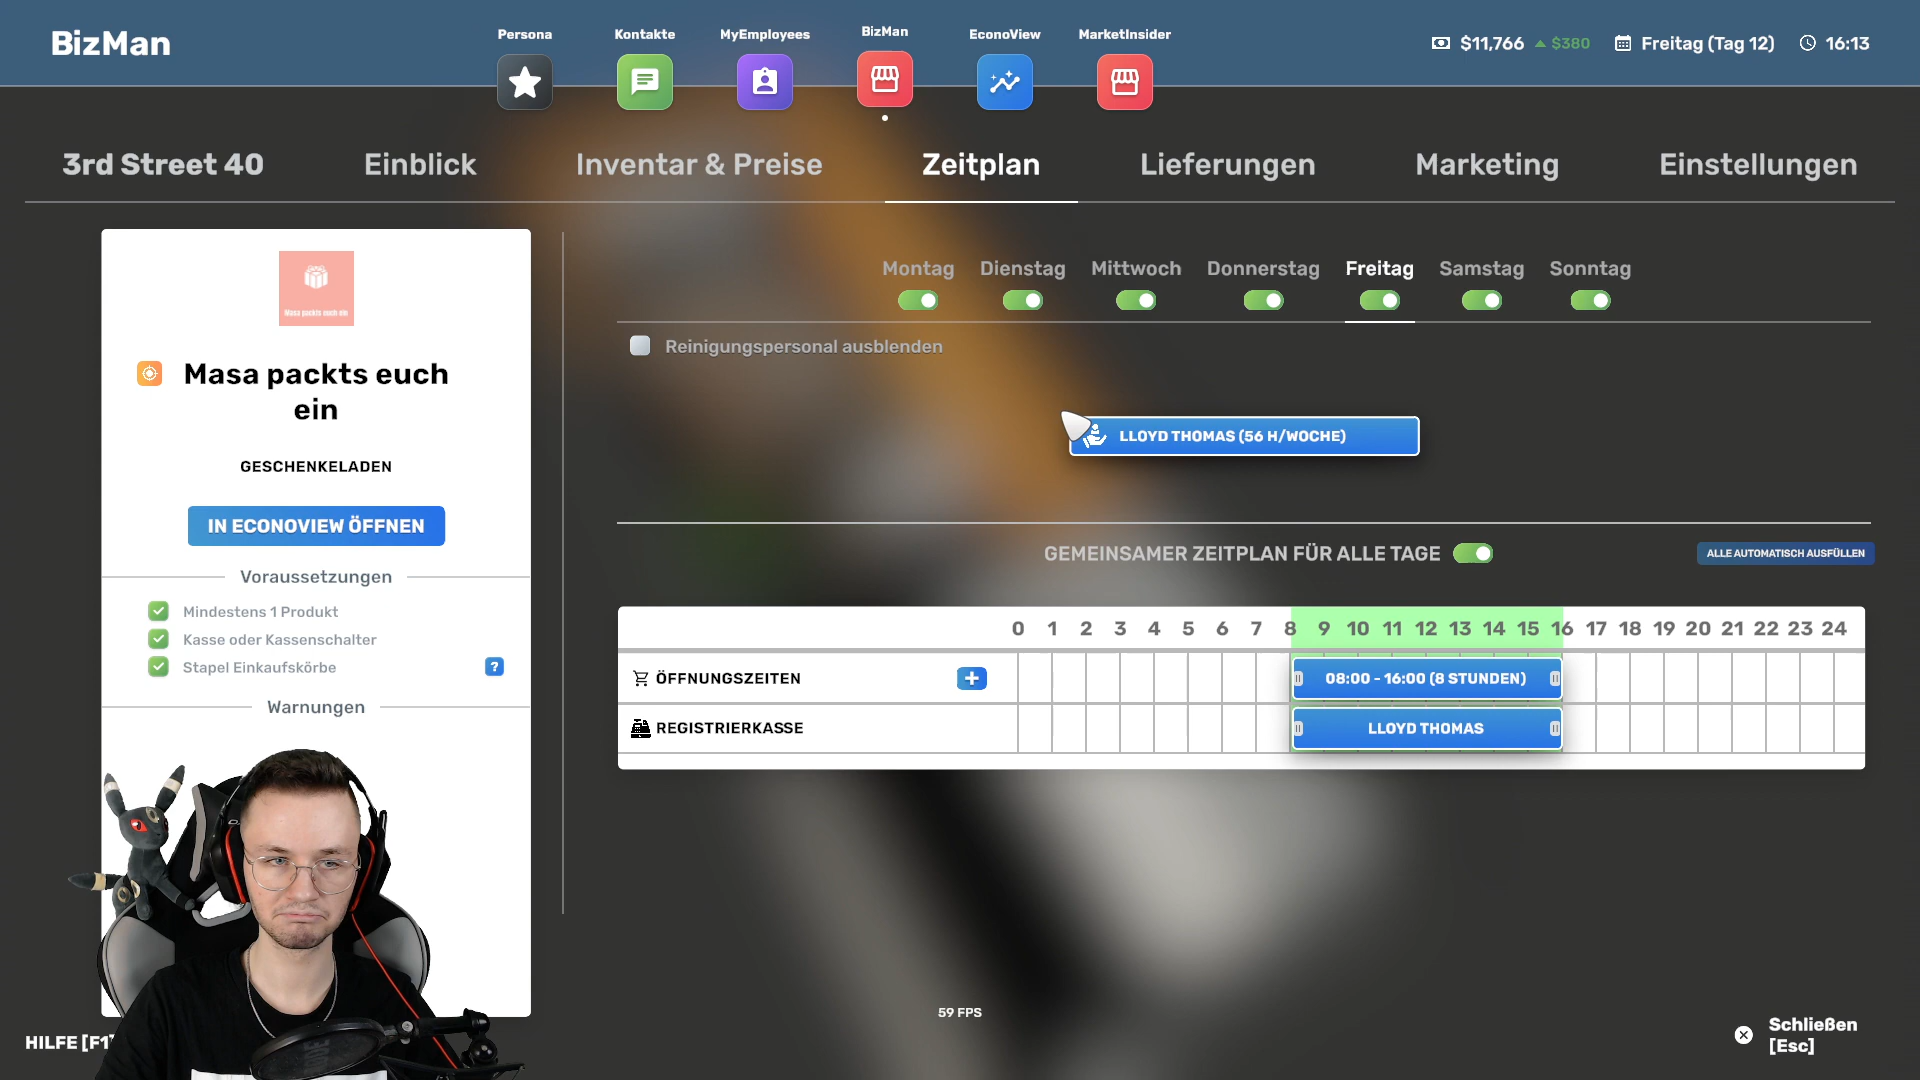 BizMan
Persona
Kontakte
MyEmployees
BizMan
EconoView
MarketInsider
$11,766
$380
Freitag (Tag 12)
16:13
3rd Street 40
Einblick
Inventar & Preise
Zeitplan
Lieferungen
Marketing
Einstellungen
Masa packts euch ein
Masa packts euch
ein
GESCHENKELADEN
IN ECONOVIEW ÖFFNEN
Voraussetzungen
Mindestens 1 Produkt
Kasse oder Kassenschalter
Stapel Einkaufskörbe
?
Warnungen
Montag
Dienstag
Mittwoch
Donnerstag
Freitag
Samstag
Sonntag
Reinigungspersonal ausblenden
LLOYD THOMAS (56 H/WOCHE)
GEMEINSAMER ZEITPLAN FÜR ALLE TAGE
ALLE AUTOMATISCH AUSFÜLLEN
0 1 2 3 4 5 6 7 8 9 10 11 12 13 14 15 16 17 18 19 20 21 22 23 24
ÖFFNUNGSZEITEN
08:00 - 16:00 (8 STUNDEN)
REGISTRIERKASSE
LLOYD THOMAS
59 FPS
HILFE [F1
Schließen
[Esc]